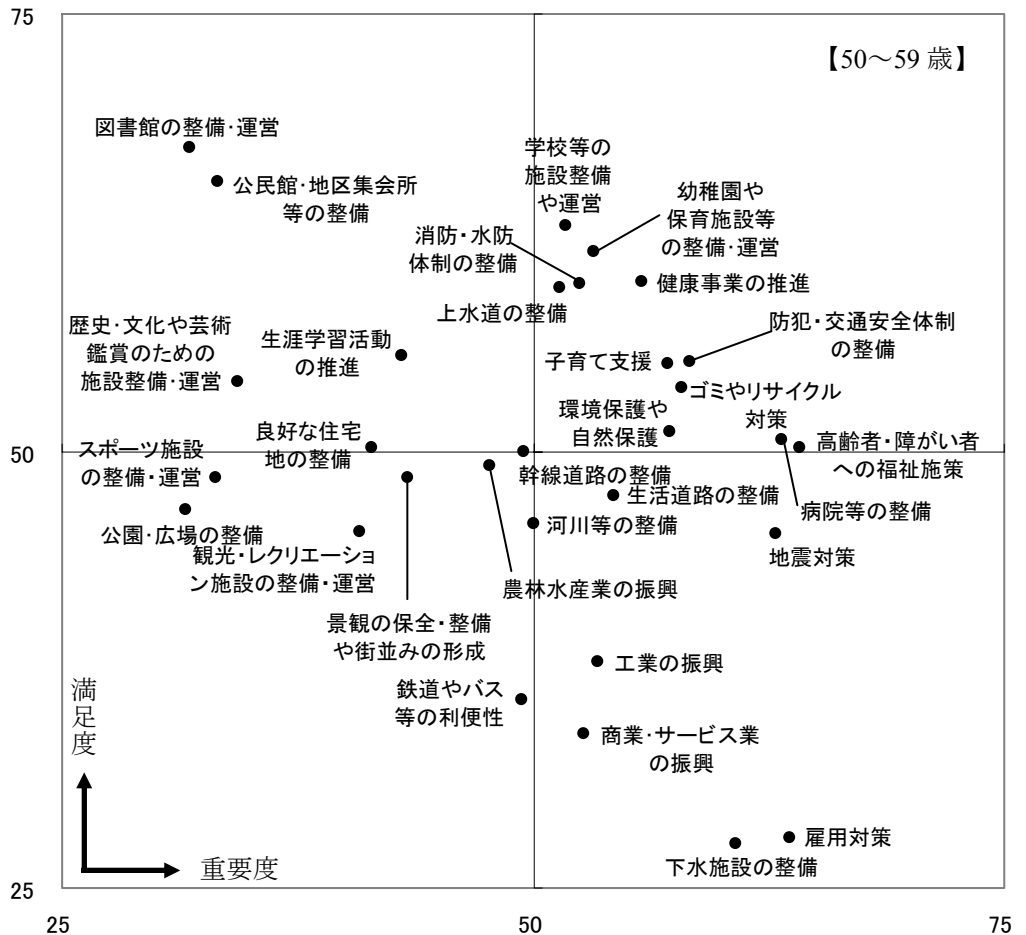 75
【50～59 歳】
図書館の整備･運営
公民館･地区集会所
等の整備
学校等の
施設整備
や運営
幼稚園や
保育施設等
の整備･運営
消防・水防
体制の整備
健康事業の推進
上水道の整備
防犯・交通安全体制
の整備
歴史･文化や芸術
鑑賞のための
施設整備･運営
生涯学習活動
の推進
子育て支援
ゴミやリサイクル
対策
環境保護や
自然保護
良好な住宅
地の整備
高齢者・障がい者
への福祉施策
50
スポーツ施設
の整備･運営
幹線道路の整備
生活道路の整備
病院等の整備
公園･広場の整備
河川等の整備
地震対策
観光・レクリエーショ
ン施設の整備・運営
農林水産業の振興
景観の保全・整備
や街並みの形成
工業の振興
鉄道やバス
等の利便性
商業･サービス業
の振興
満足度
雇用対策
下水施設の整備
重要度
25
25
50
75